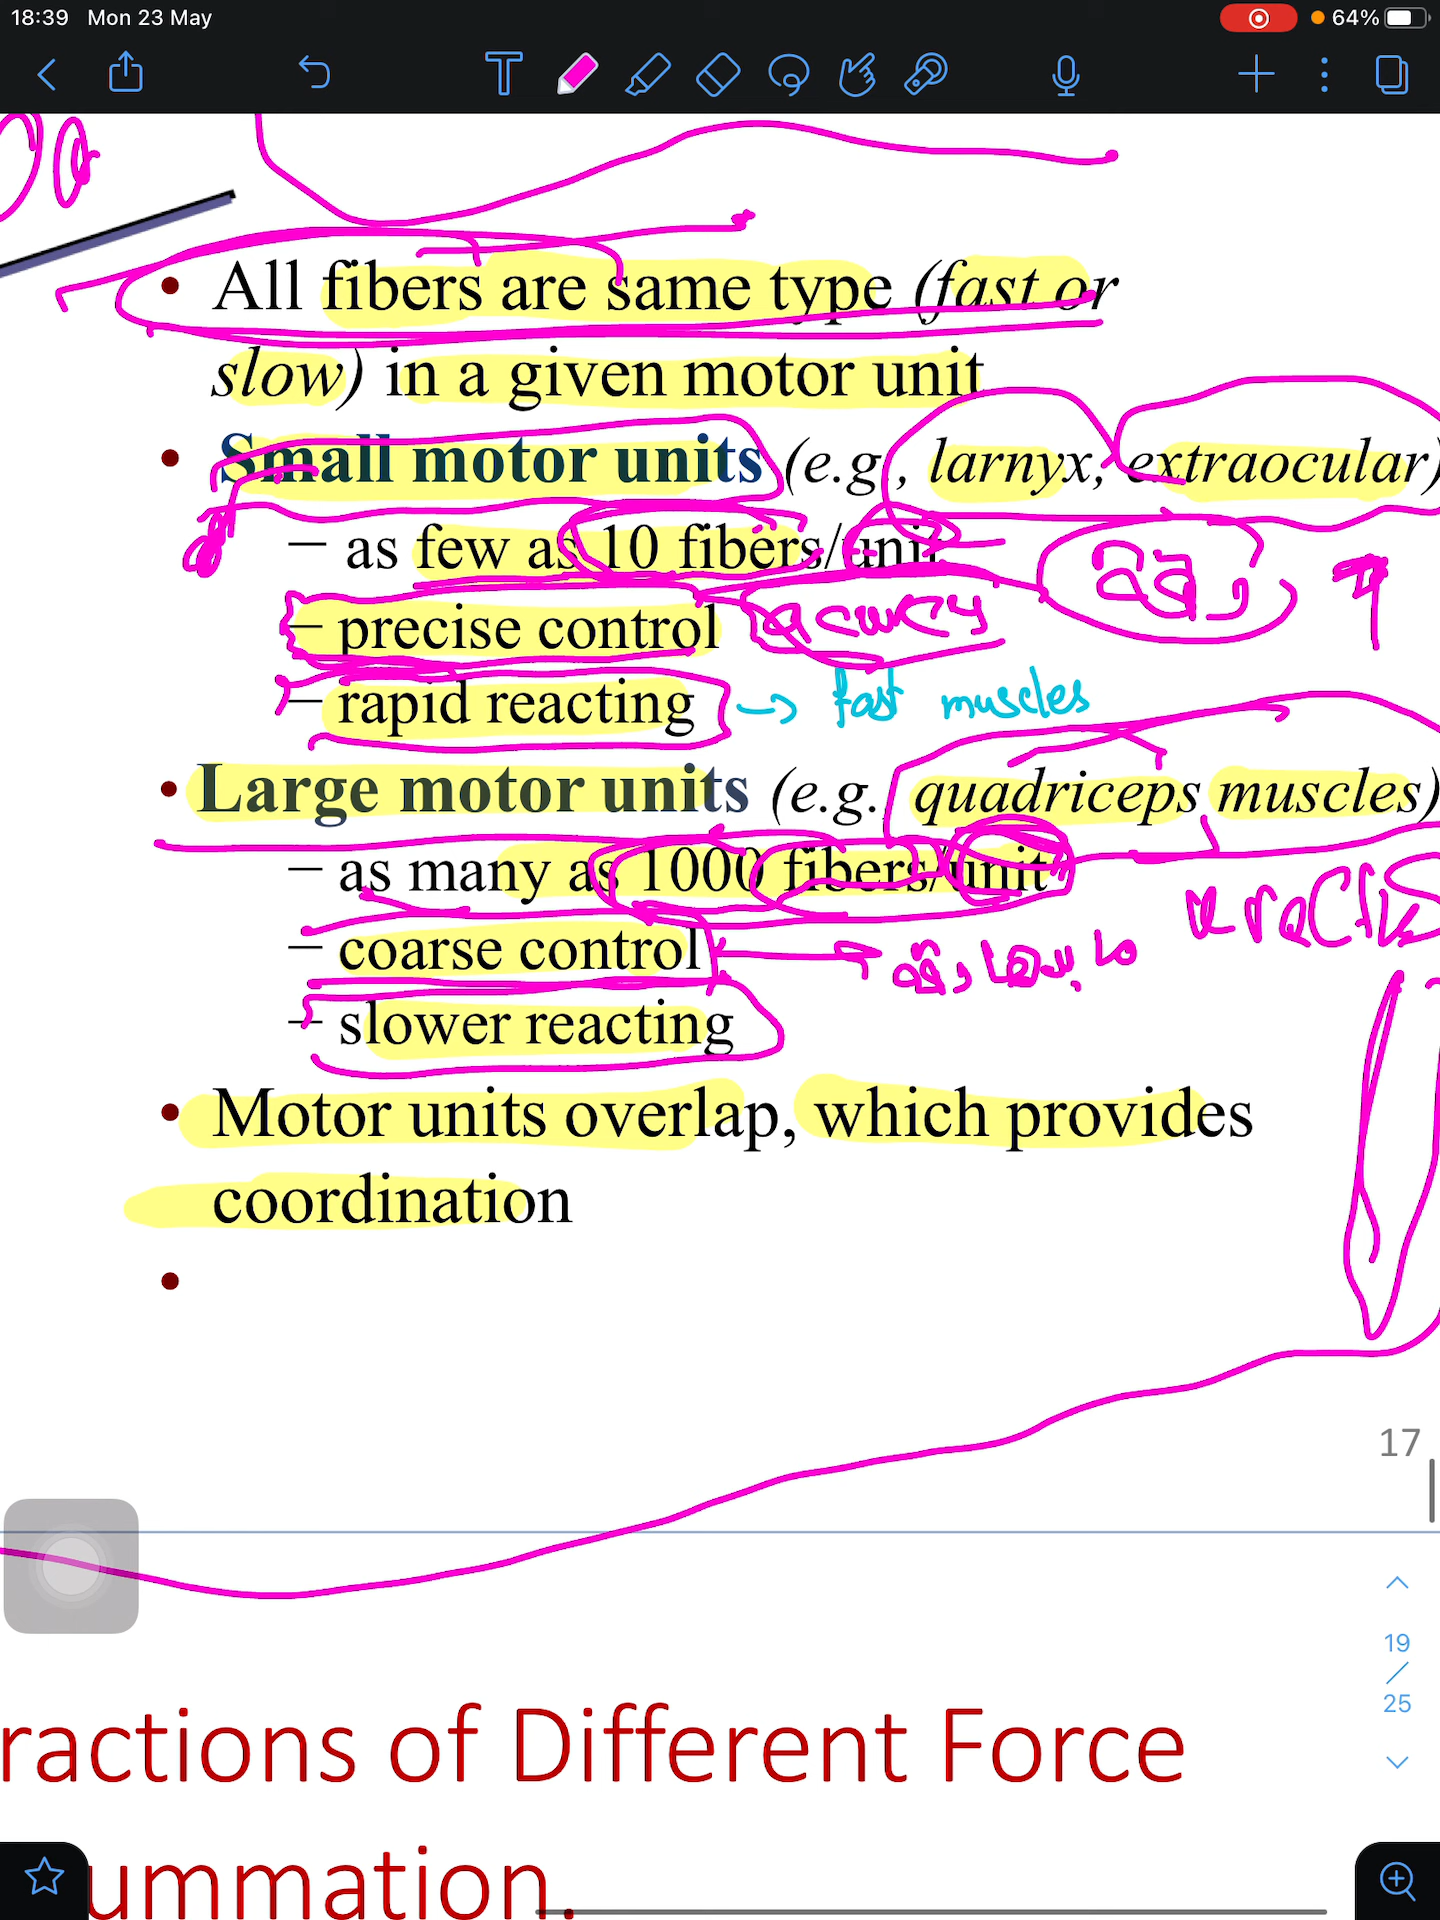 18:39 Mon 23 May 64%
• All fibers are same type (fast or
slow) in a given motor unit
• Small motor units (e.g., larnyx, extraocular)
– as few as 10 fibers/unit
– precise control
– rapid reacting → fast muscles
• Large motor units (e.g. quadriceps muscles)
– as many as 1000 fibers/unit
– coarse control
– slower reacting
• Motor units overlap, which provides
coordination
•
17
19
/
25
ractions of Different Force
ummation.